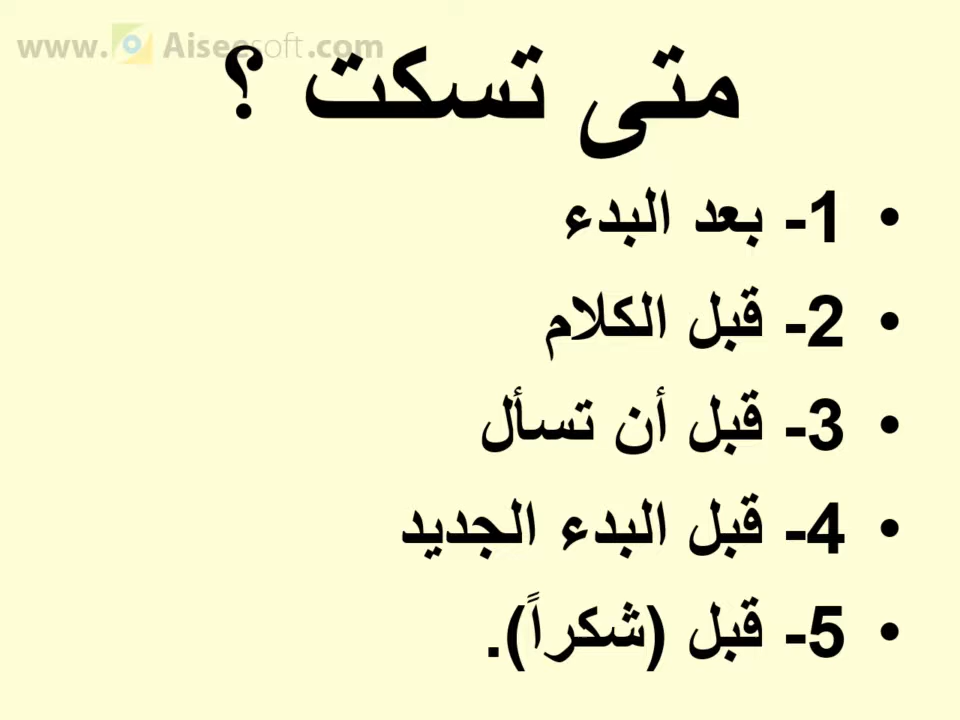 www.Aiseesoft.com
متى تسكت ؟
• 1- بعد البدء
• 2- قبل الكلام
• 3- قبل أن تسأل
• 4- قبل البدء الجديد
• 5- قبل (شكراً).